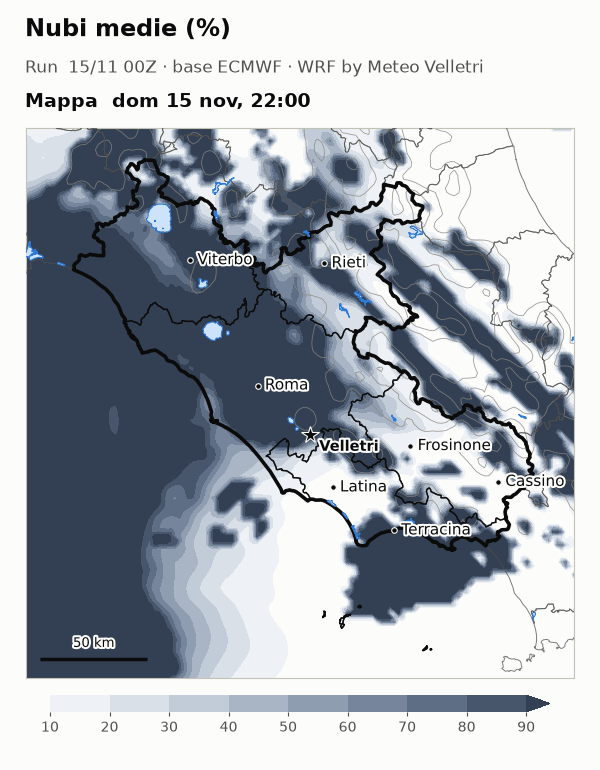 Nubi medie (%)
Run  15/11 00Z · base ECMWF · WRF by Meteo Velletri
Mappa  dom 15 nov, 22:00
Viterbo
Rieti
Roma
Velletri
Frosinone
Cassino
Latina
Terracina
50 km
10 20 30 40 50 60 70 80 90